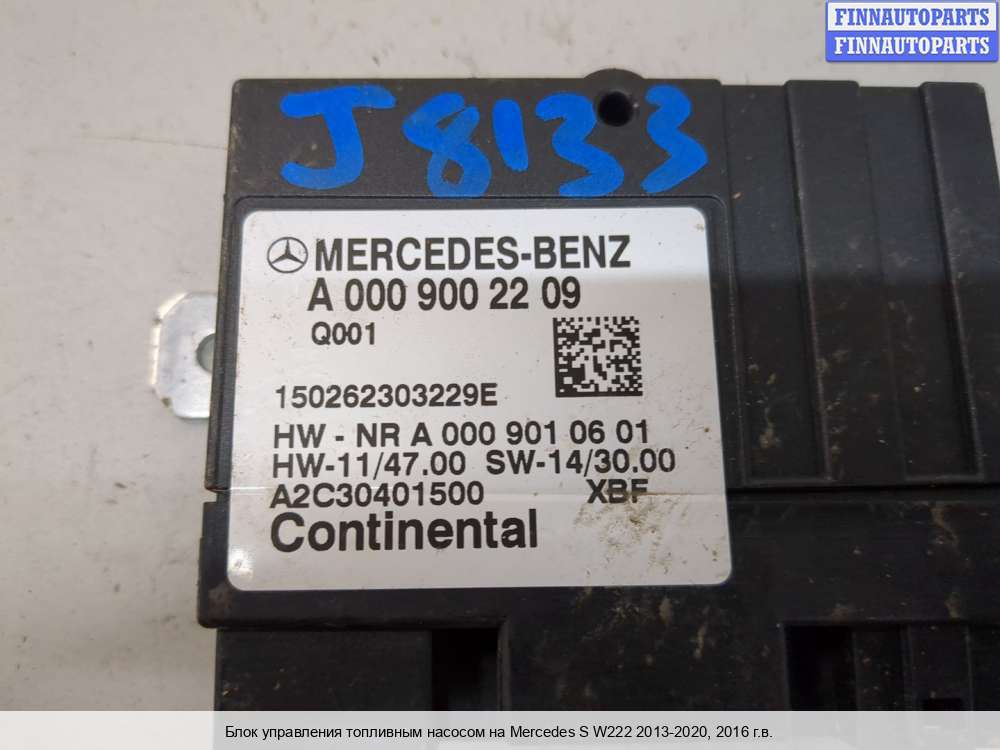 FINNAUTOPARTS
FINNAUTOPARTS
J8133
MERCEDES-BENZ
A 000 900 22 09
Q001
150262303229E
HW - NR A 000 901 06 01
HW-11/47.00 SW-14/30.00
A2C30401500 XBF
Continental
Блок управления топливным насосом на Mercedes S W222 2013-2020, 2016 г.в.